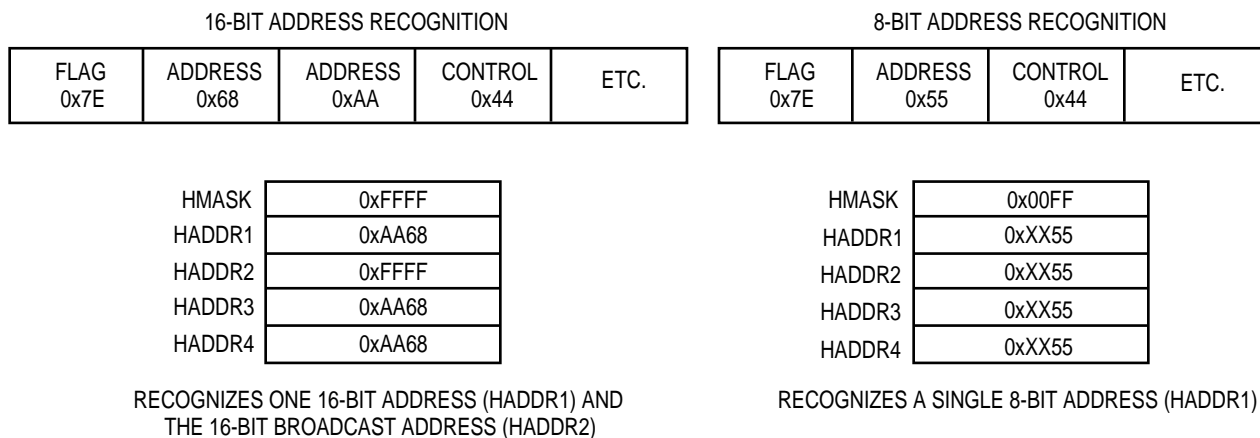 16-BIT ADDRESS RECOGNITION
FLAG 0x7E
ADDRESS 0x68
ADDRESS 0xAA
CONTROL 0x44
ETC.
HMASK 0xFFFF
HADDR1 0xAA68
HADDR2 0xFFFF
HADDR3 0xAA68
HADDR4 0xAA68
RECOGNIZES ONE 16-BIT ADDRESS (HADDR1) AND
THE 16-BIT BROADCAST ADDRESS (HADDR2)
8-BIT ADDRESS RECOGNITION
FLAG 0x7E
ADDRESS 0x55
CONTROL 0x44
ETC.
HMASK 0x00FF
HADDR1 0xXX55
HADDR2 0xXX55
HADDR3 0xXX55
HADDR4 0xXX55
RECOGNIZES A SINGLE 8-BIT ADDRESS (HADDR1)